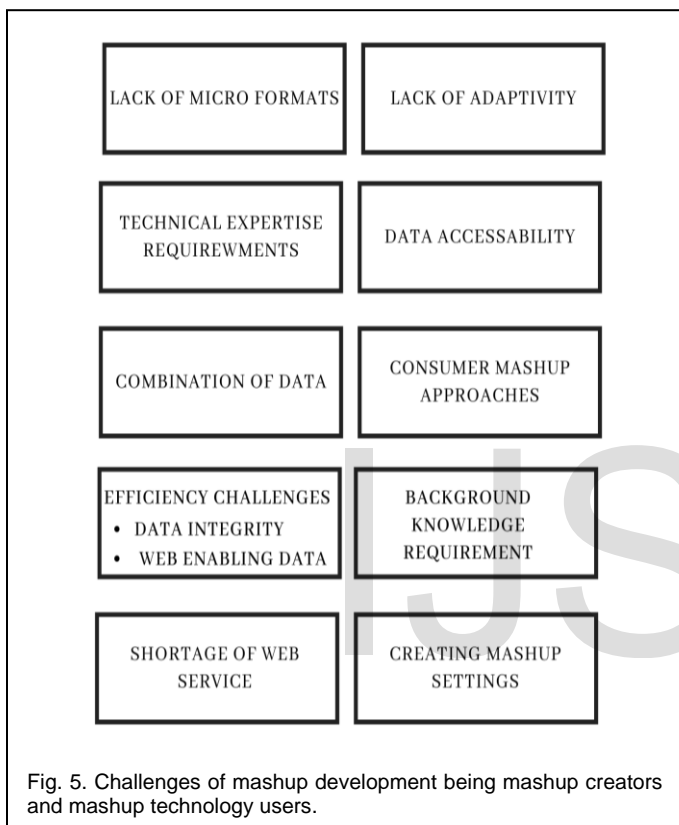 LACK OF MICRO FORMATS
LACK OF ADAPTIVITY
TECHNICAL EXPERTISE
REQUIREWMENTS
DATA ACCESSABILITY
COMBINATION OF DATA
CONSUMER MASHUP
APPROACHES
EFFICIENCY CHALLENGES
• DATA INTEGRITY
• WEB ENABLING DATA
BACKGROUND
KNOWLEDGE
REQUIREMENT
SHORTAGE OF WEB
SERVICE
CREATING MASHUP
SETTINGS
IJS
Fig. 5. Challenges of mashup development being mashup creators
and mashup technology users.